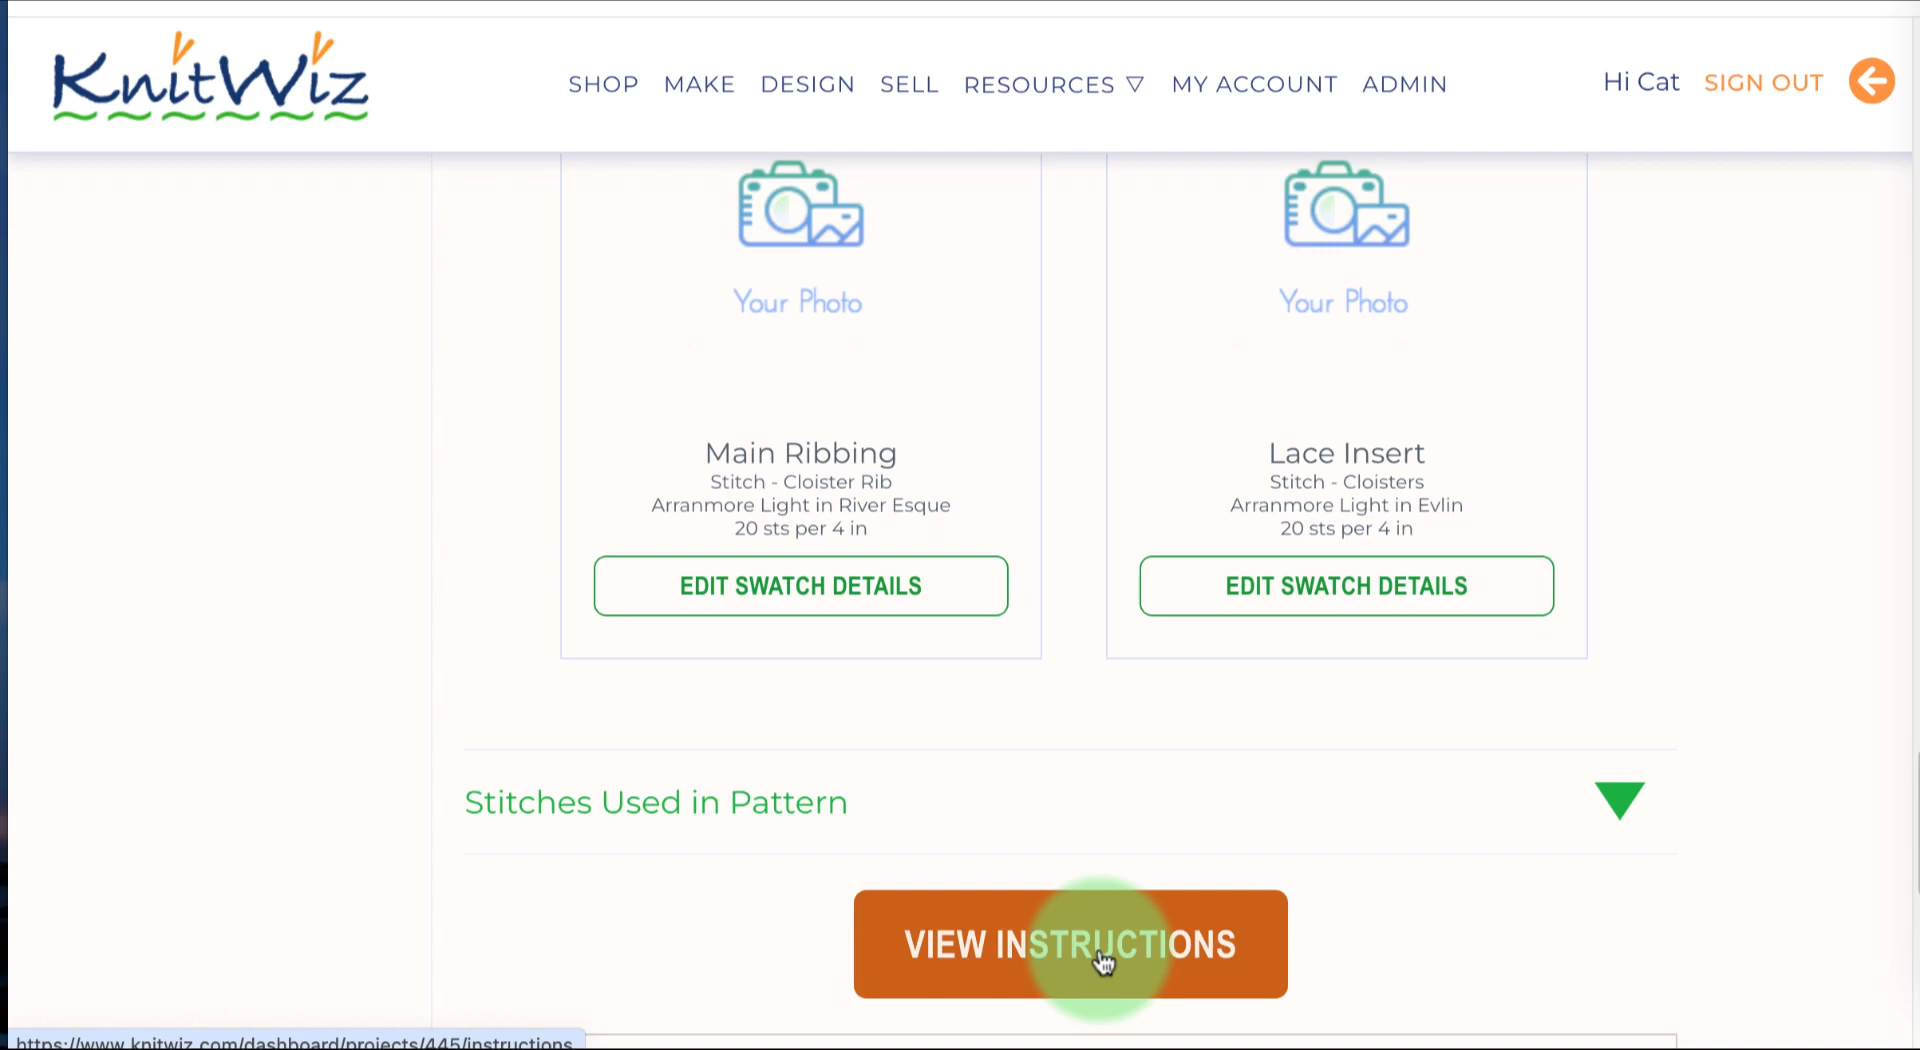 KnitWiz
SHOP MAKE DESIGN SELL RESOURCES ▽ MY ACCOUNT ADMIN
Hi Cat SIGN OUT
Your Photo
Your Photo
Main Ribbing
Stitch - Cloister Rib
Arranmore Light in River Esque
20 sts per 4 in
EDIT SWATCH DETAILS
Lace Insert
Stitch - Cloisters
Arranmore Light in Evlin
20 sts per 4 in
EDIT SWATCH DETAILS
Stitches Used in Pattern
VIEW INSTRUCTIONS
https://www.knitwiz.com/dashboard/projects/445/instructions